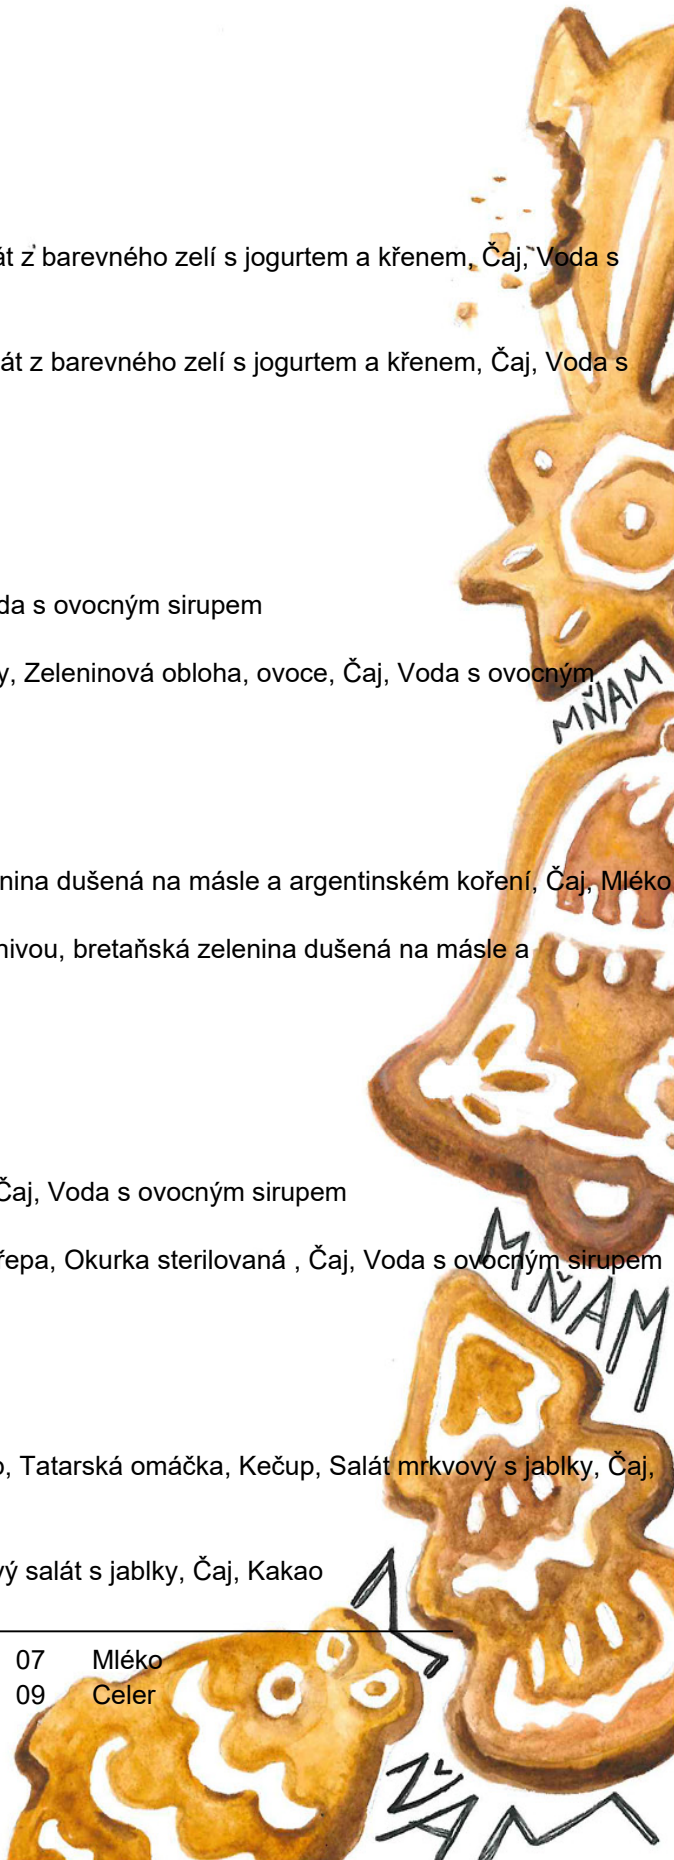 át z barevného zelí s jogurtem a křenem, Čaj, Voda s
át z barevného zelí s jogurtem a křenem, Čaj, Voda s
da s ovocným sirupem
y, Zeleninová obloha, ovoce, Čaj, Voda s ovocným
MŇAM
nina dušená na másle a argentinském koření, Čaj, Mléko
nivou, bretaňská zelenina dušená na másle a
Čaj, Voda s ovocným sirupem
řepa, Okurka sterilovaná , Čaj, Voda s ovocným sirupem
MŇAM
o, Tatarská omáčka, Kečup, Salát mrkvový s jablky, Čaj,
vý salát s jablky, Čaj, Kakao
07 Mléko
09 Celer
ŇAM